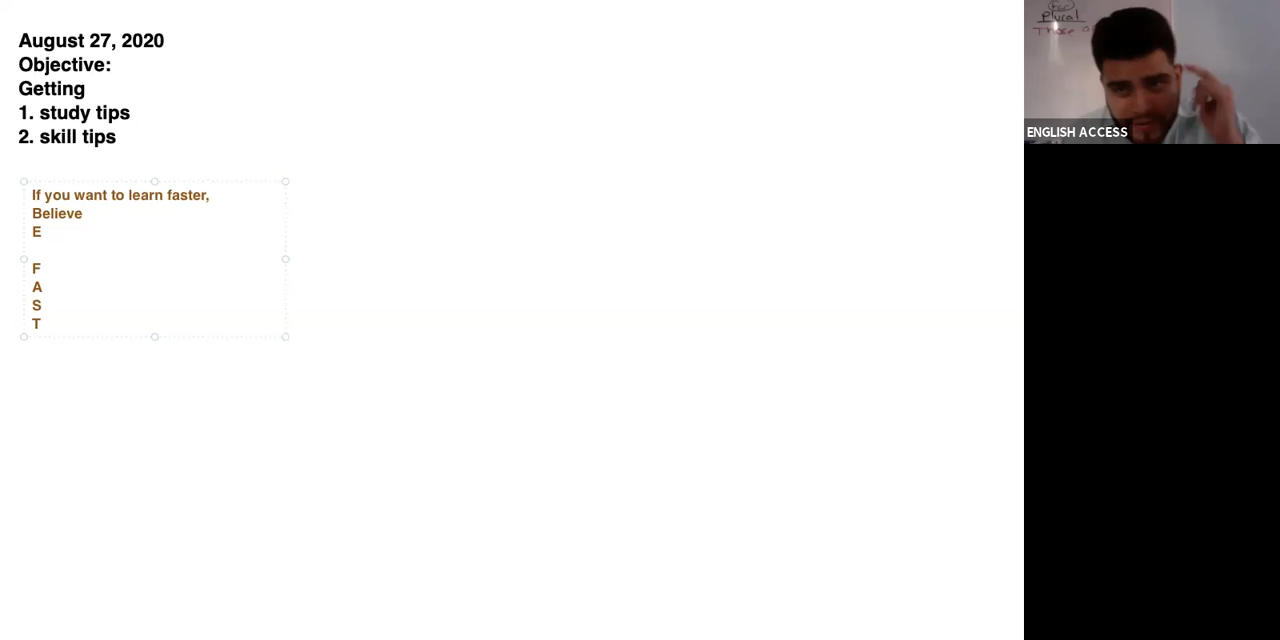 August 27, 2020
Objective:
Getting
1. study tips
2. skill tips
If you want to learn faster,
Believe
E
F
A
S
T
Plural
Those
ENGLISH ACCESS